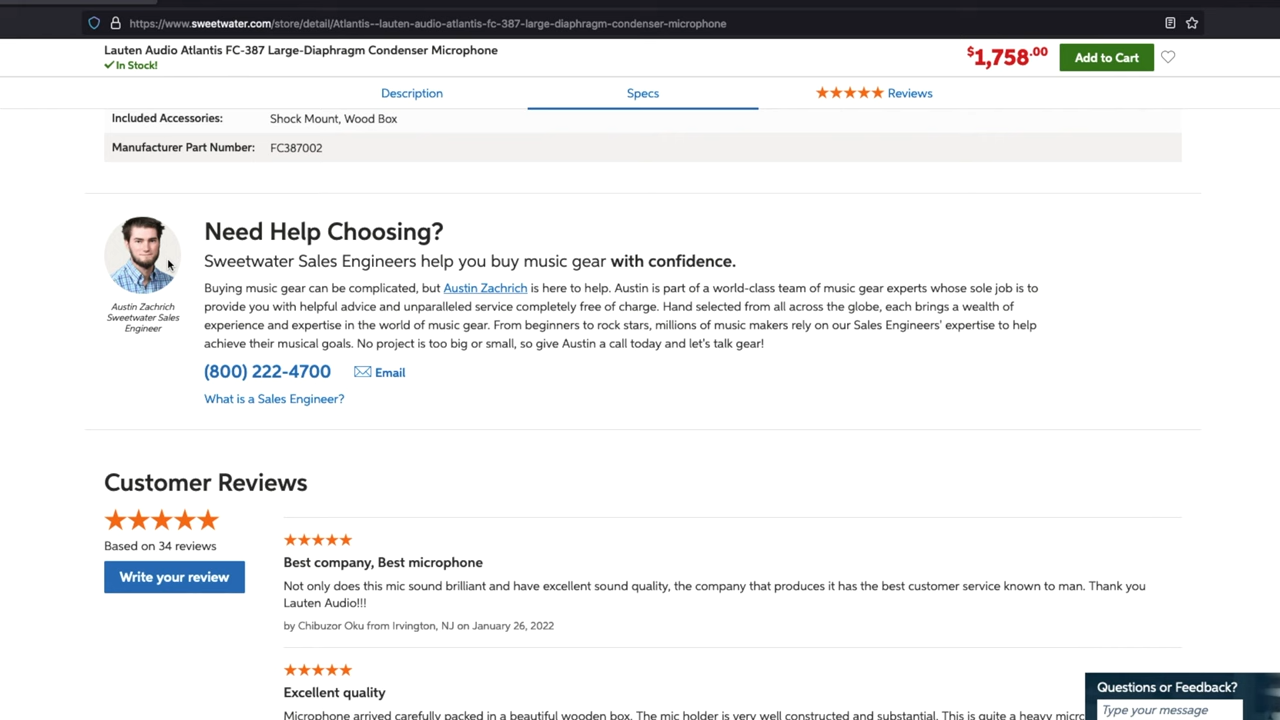 https://www.sweetwater.com/store/detail/Atlantis--lauten-audio-atlantis-fc-387-large-diaphragm-condenser-microphone
Lauten Audio Atlantis FC-387 Large-Diaphragm Condenser Microphone
In Stock!
$1,758.00
Add to Cart
Description
Specs
Reviews
Included Accessories: Shock Mount, Wood Box
Manufacturer Part Number: FC387002
Austin Zachrich
Sweetwater Sales
Engineer
Need Help Choosing?
Sweetwater Sales Engineers help you buy music gear with confidence.
Buying music gear can be complicated, but Austin Zachrich is here to help. Austin is part of a world-class team of music gear experts whose sole job is to
provide you with helpful advice and unparalleled service completely free of charge. Hand selected from all across the globe, each brings a wealth of
experience and expertise in the world of music gear. From beginners to rock stars, millions of music makers rely on our Sales Engineers' expertise to help
achieve their musical goals. No project is too big or small, so give Austin a call today and let's talk gear!
(800) 222-4700 Email
What is a Sales Engineer?
Customer Reviews
Based on 34 reviews
Write your review
Best company, Best microphone
Not only does this mic sound brilliant and have excellent sound quality, the company that produces it has the best customer service known to man. Thank you
Lauten Audio!!!
by Chibuzor Oku from Irvington, NJ on January 26, 2022
Excellent quality
Microphone arrived carefully packed in a beautiful wooden box. The mic holder is very well constructed and substantial. This is quite a heavy
Questions or Feedback?
Type your message